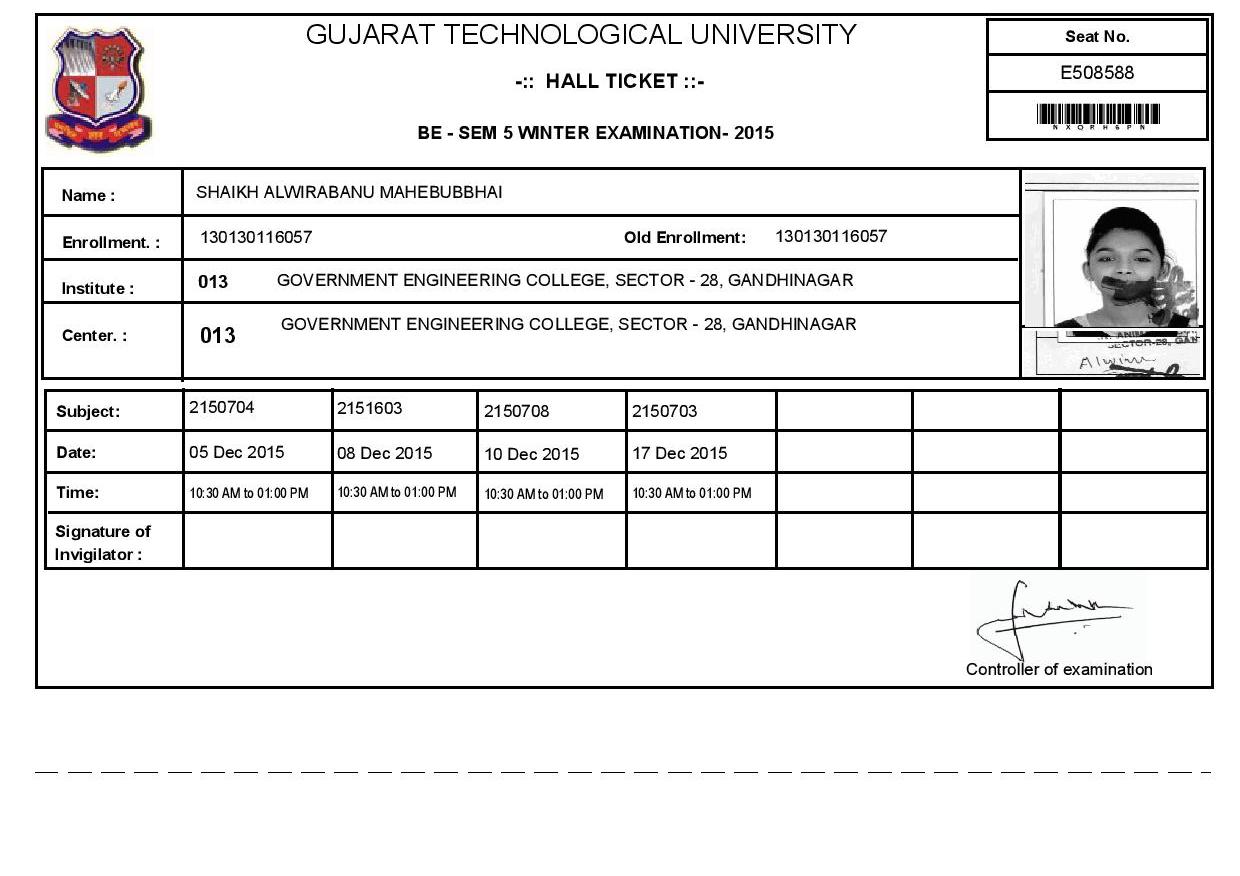 GUJARAT TECHNOLOGICAL UNIVERSITY
-:: HALL TICKET ::-
BE - SEM 5 WINTER EXAMINATION- 2015
Seat No.
E508588
NXORH6PN
Name : SHAIKH ALWIRABANU MAHEBUBBHAI
Enrollment. : 130130116057 Old Enrollment: 130130116057
Institute : 013 GOVERNMENT ENGINEERING COLLEGE, SECTOR - 28, GANDHINAGAR
Center. : 013 GOVERNMENT ENGINEERING COLLEGE, SECTOR - 28, GANDHINAGAR
SECTOR-28, GAN
Subject: 2150704 2151603 2150708 2150703
Date: 05 Dec 2015 08 Dec 2015 10 Dec 2015 17 Dec 2015
Time: 10:30 AM to 01:00 PM 10:30 AM to 01:00 PM 10:30 AM to 01:00 PM 10:30 AM to 01:00 PM
Signature of
Invigilator :
Controller of examination